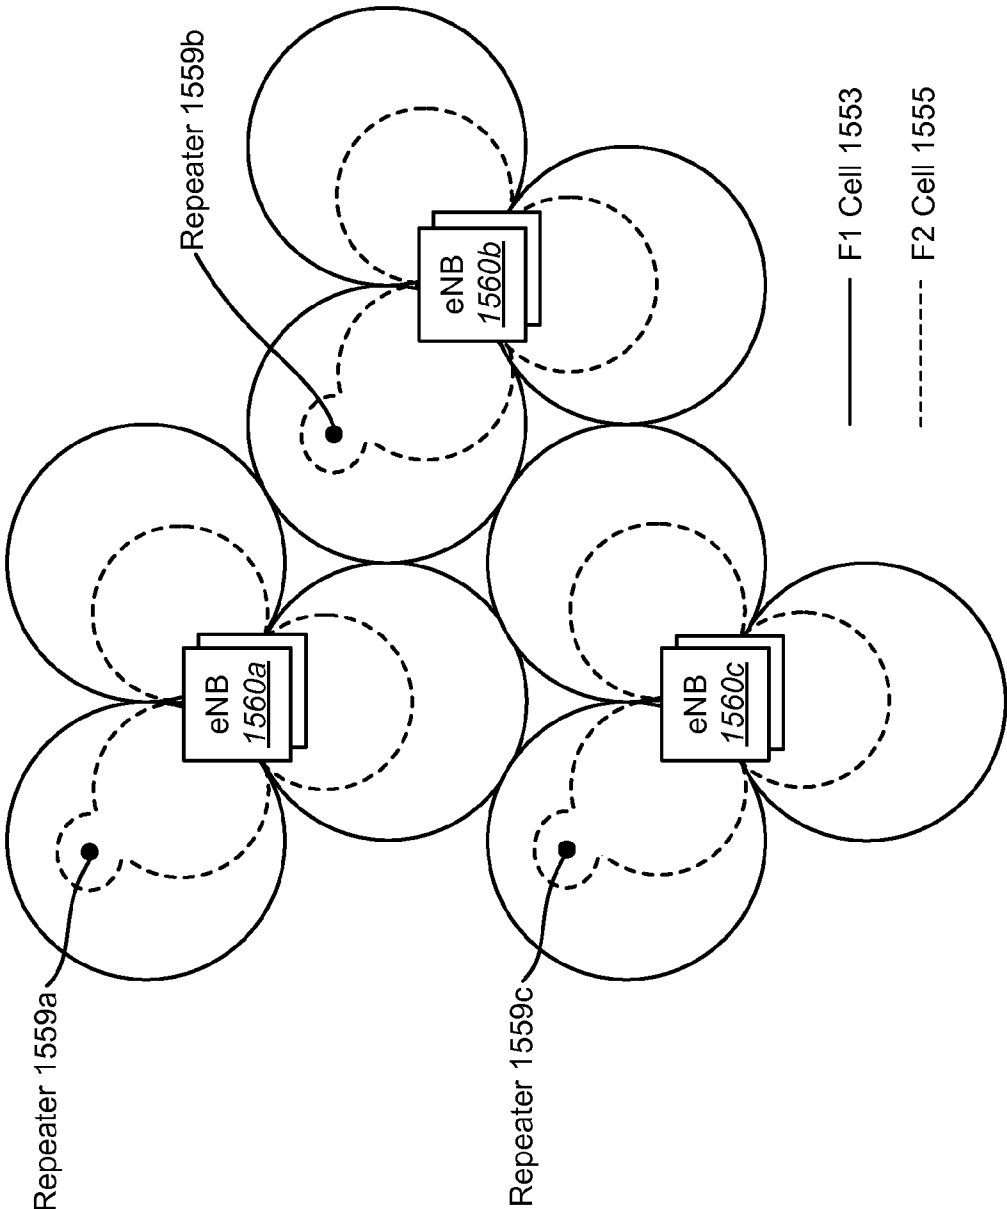 Repeater 1559a
Repeater 1559b
Repeater 1559c
eNB
1560a
eNB
1560b
eNB
1560c
F1 Cell 1553
F2 Cell 1555